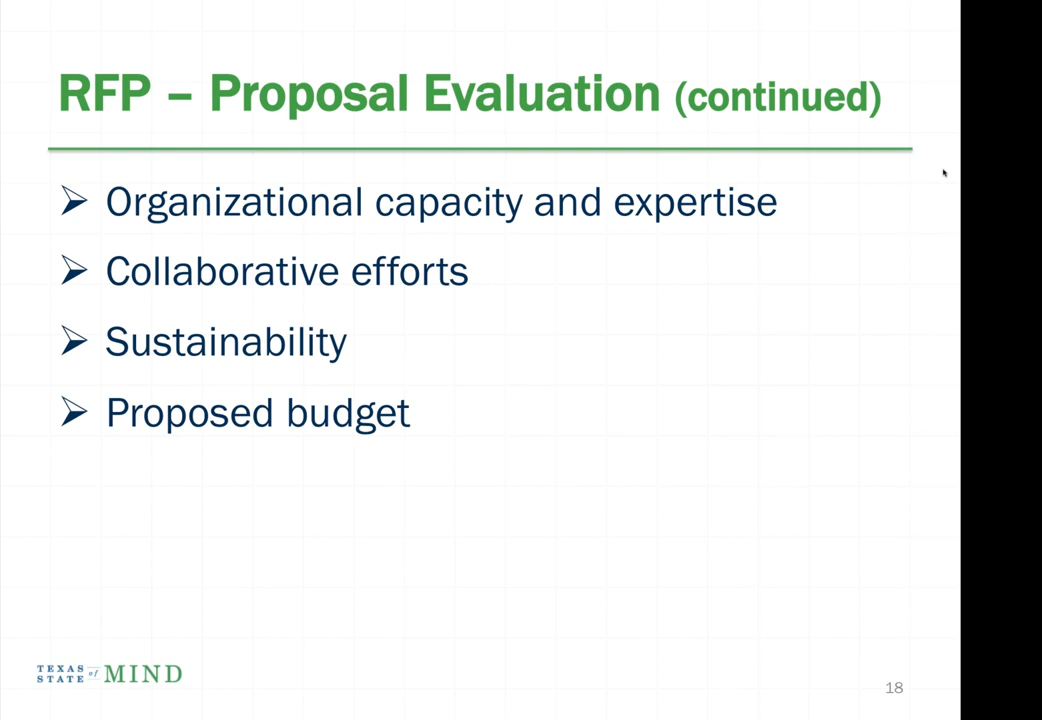 RFP – Proposal Evaluation (continued)
➢ Organizational capacity and expertise
➢ Collaborative efforts
➢ Sustainability
➢ Proposed budget
TEXAS STATE of MIND
18